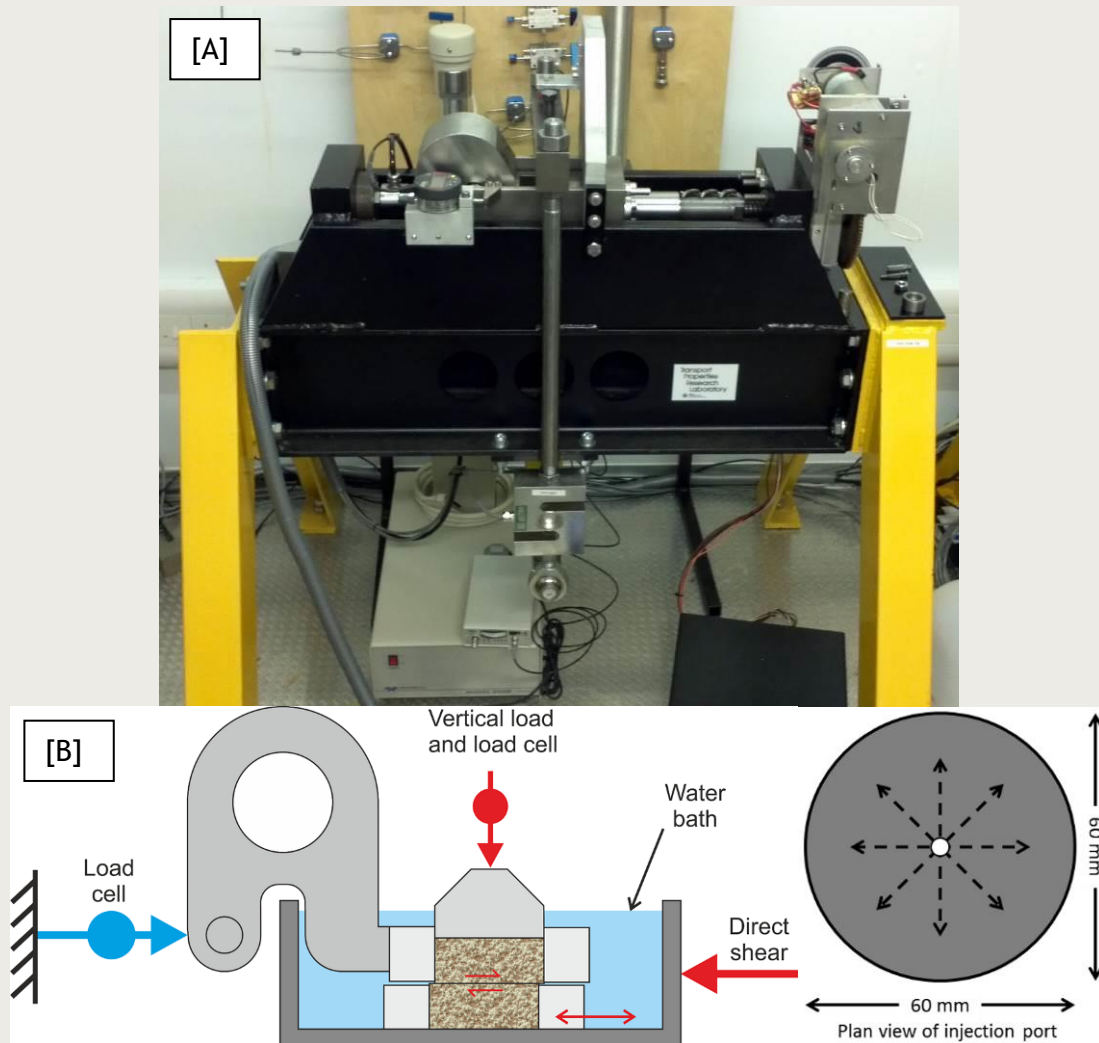 [A]
Transport
Properties
Research
Laboratory
[B]
Vertical load
and load cell
Water
bath
Load
cell
Direct
shear
60 mm
60 mm
Plan view of injection port